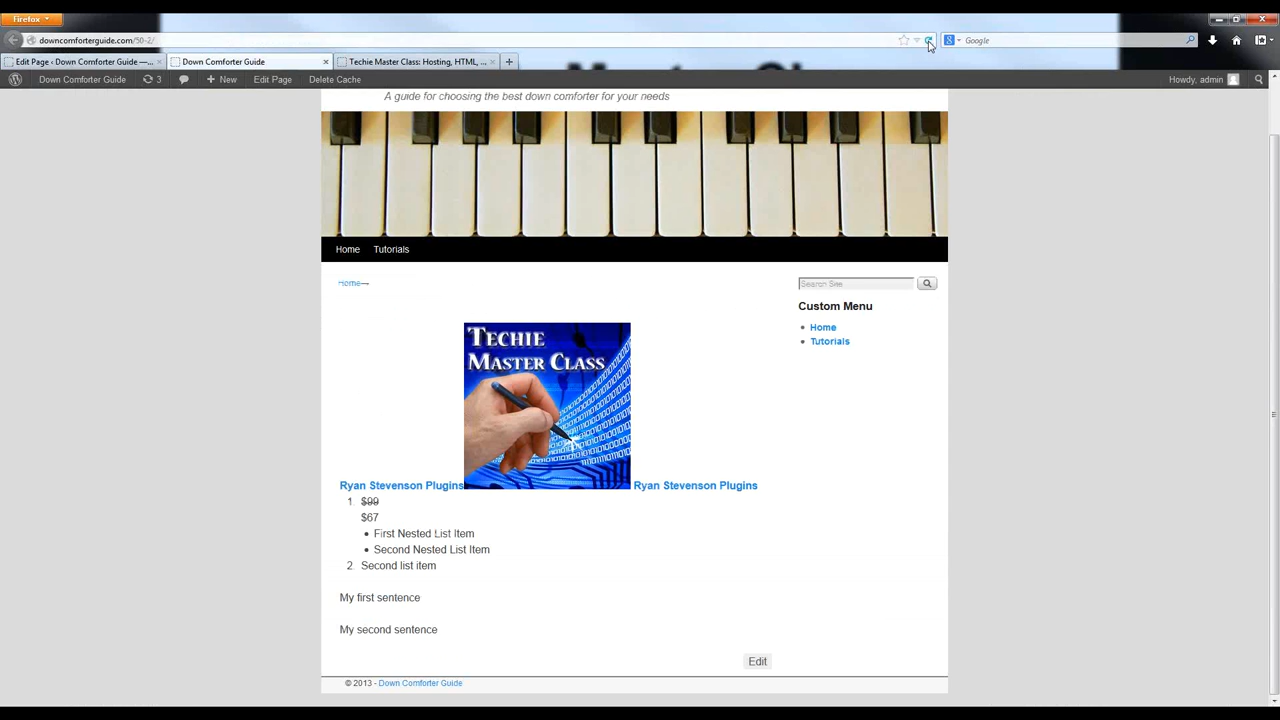 Firefox
downcomforterguide.com/50-2/
Google
Edit Page ‹ Down Comforter Guide —...
Down Comforter Guide
Techie Master Class: Hosting, HTML, ...
Down Comforter Guide
3
New
Edit Page
Delete Cache
Howdy, admin
A guide for choosing the best down comforter for your needs
Home
Tutorials
Home→
Search Site
Custom Menu
Home
Tutorials
TECHIE
MASTER CLASS
Ryan Stevenson Plugins
Ryan Stevenson Plugins
1. $99
$67
• First Nested List Item
• Second Nested List Item
2. Second list item
My first sentence
My second sentence
Edit
© 2013 - Down Comforter Guide